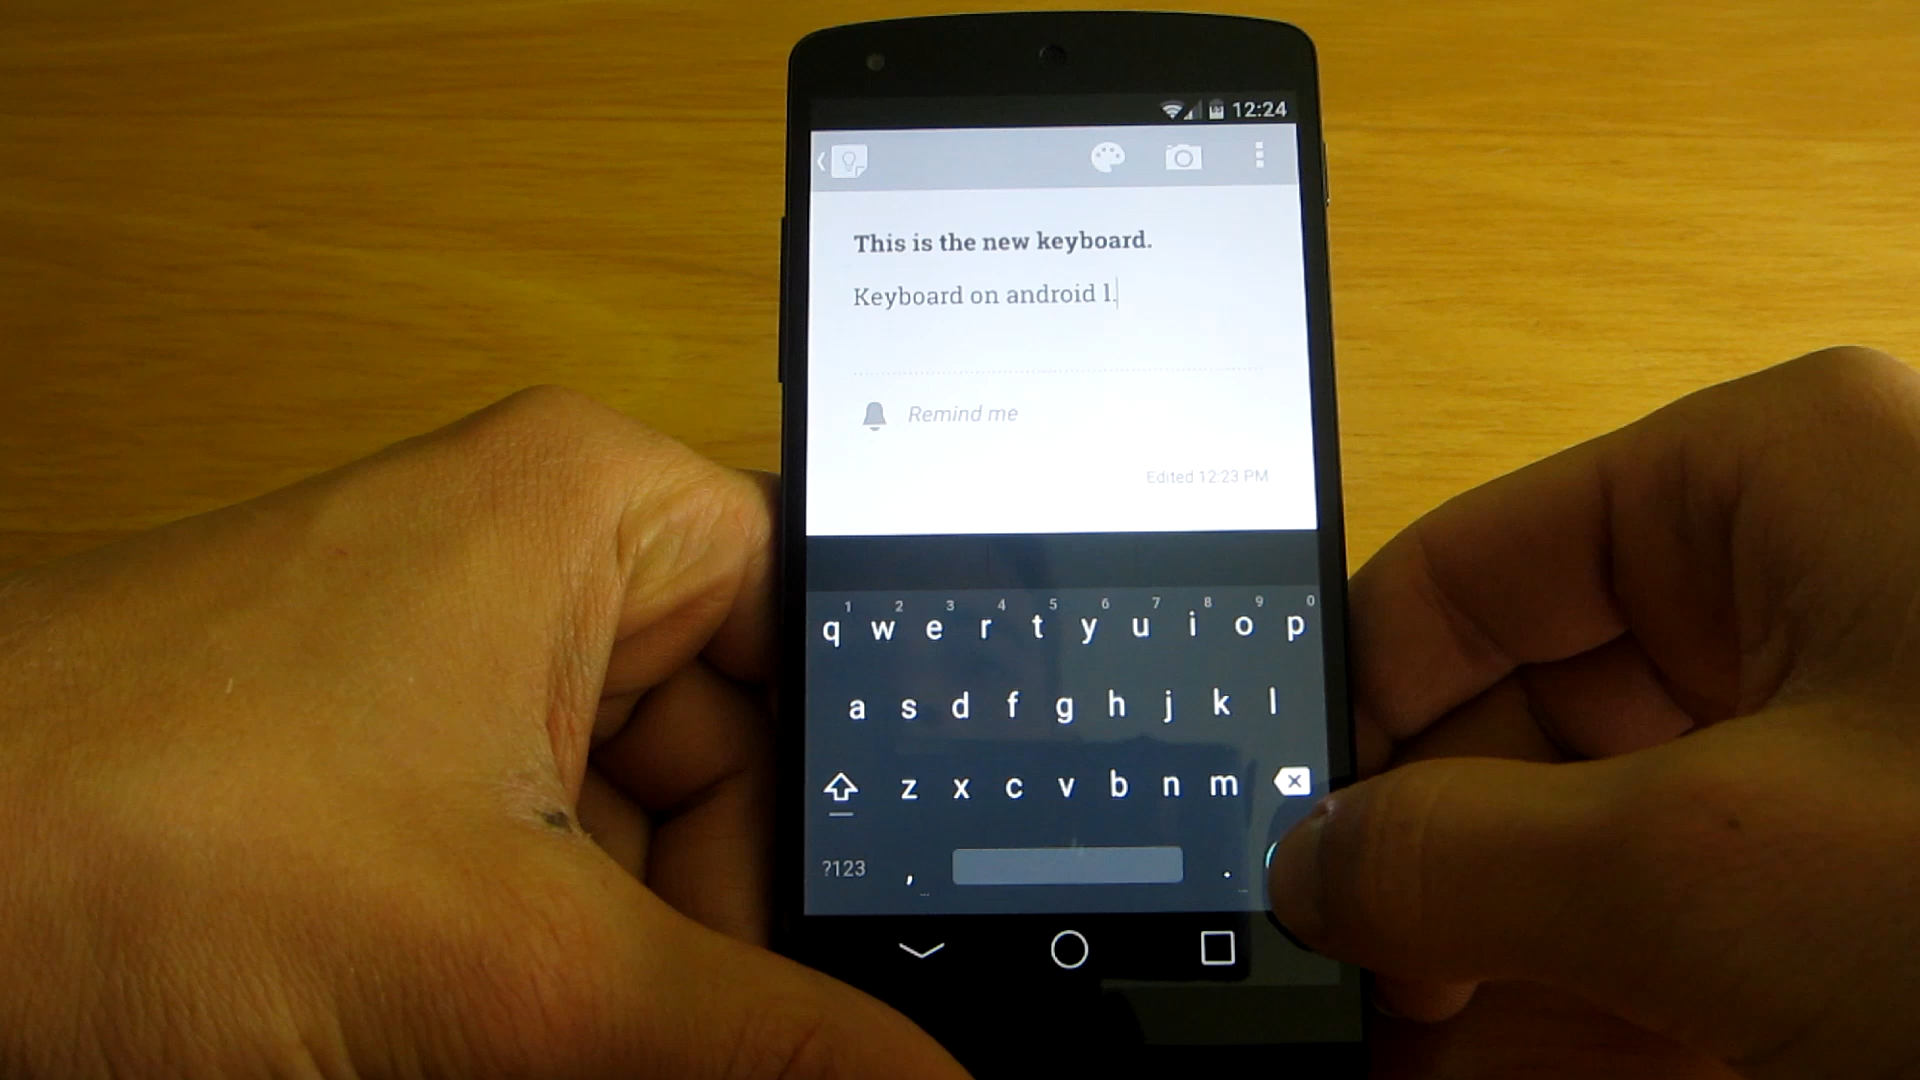 12:24
This is the new keyboard.
Keyboard on android l.
Remind me
Edited 12:23 PM
1 2 3 4 5 6 7 8 9 0
q w e r t y u i o p
a s d f g h j k l
z x c v b n m
?123 , .